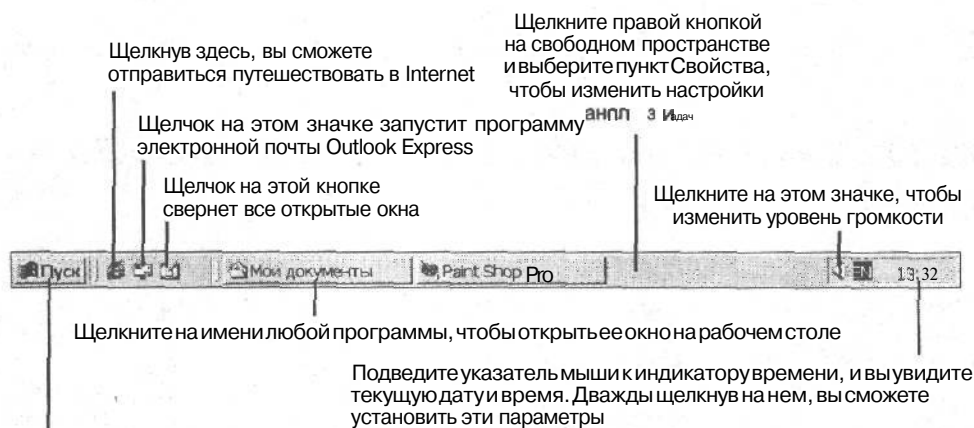 Щелкните правой кнопкой
на свободном пространстве
и выберите пункт Свойства,
чтобы изменить настройки
Щелкнув здесь, вы сможете
отправиться путешествовать в Internet
Щелчок на этом значке запустит программу
электронной почты Outlook Express
Щелчок на этой кнопке
свернет все открытые окна
Щелкните на этом значке, чтобы
изменить уровень громкости
Пуск Мои документы Paint Shop Pro EN 13:32
Щелкните на имени любой программы, чтобы открыть ее окно на рабочем столе
Подведите указатель мыши к индикатору времени, и вы увидите
текущую дату и время. Дважды щелкнув на нем, вы сможете
установить эти параметры